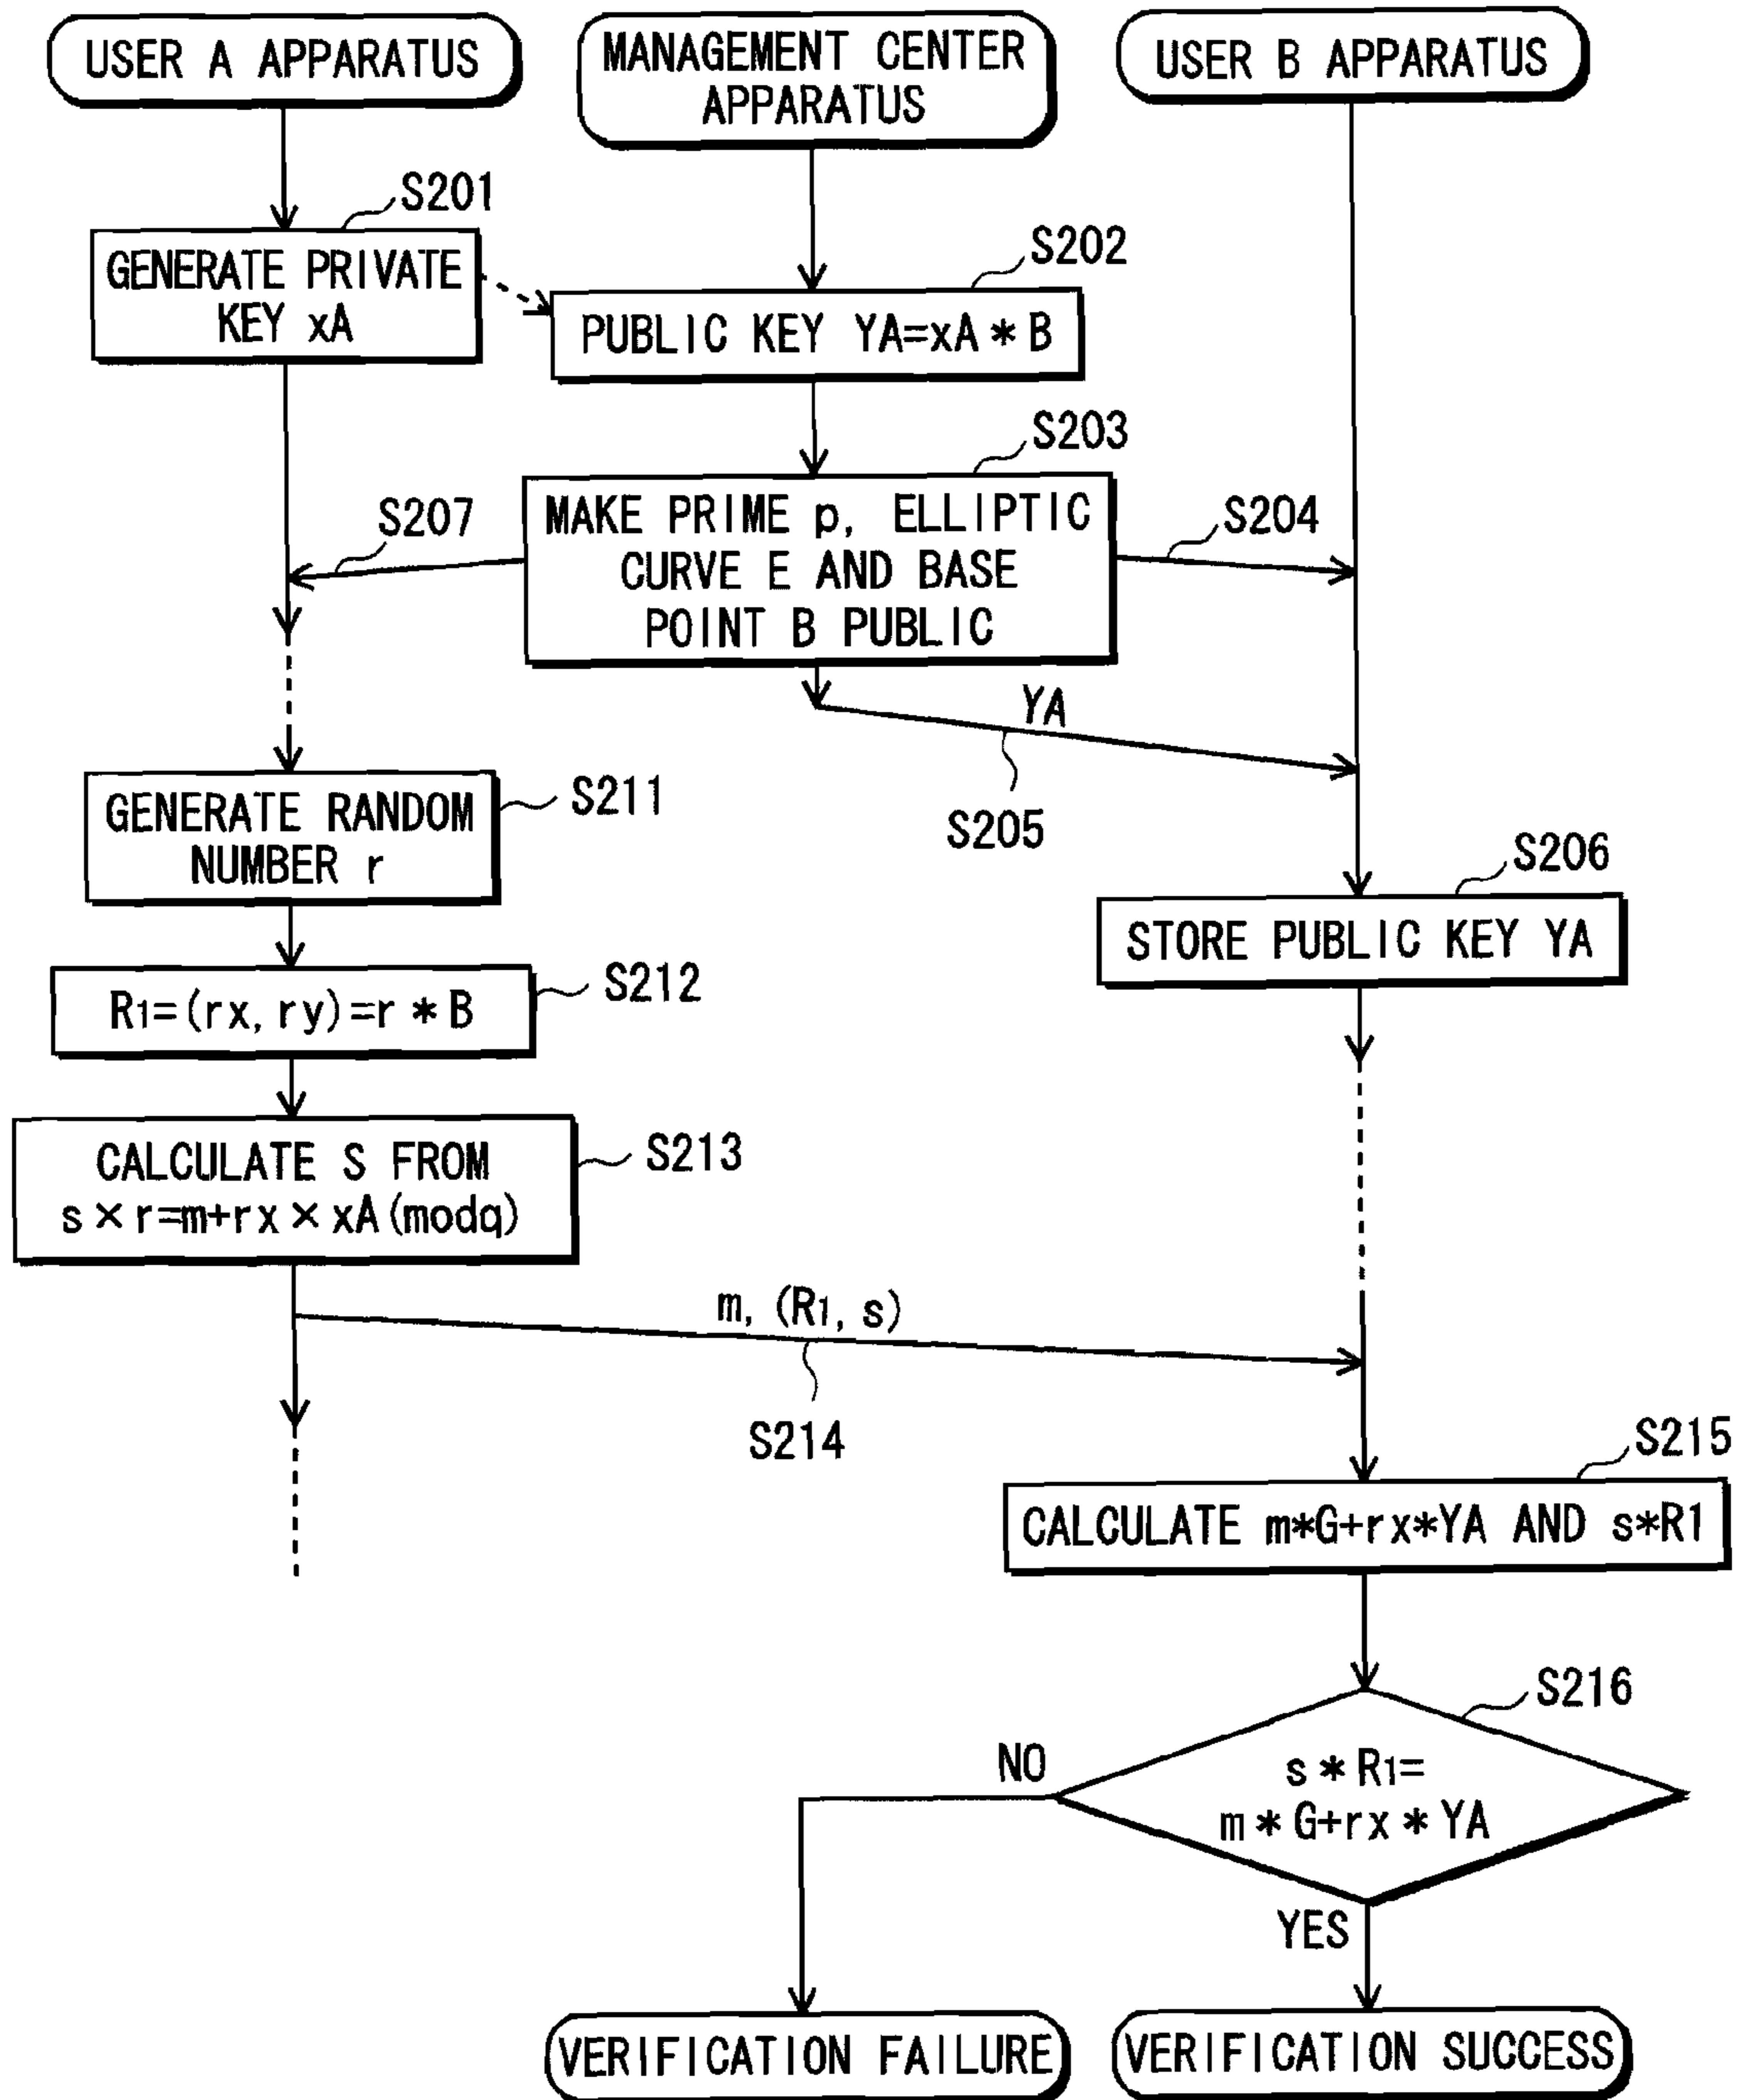 USER A APPARATUS
MANAGEMENT CENTER
APPARATUS
USER B APPARATUS
S201
GENERATE PRIVATE
KEY xA
S202
PUBLIC KEY YA=xA*B
S203
MAKE PRIME p, ELLIPTIC
CURVE E AND BASE
POINT B PUBLIC
S207
S204
YA
S205
S211
GENERATE RANDOM
NUMBER r
S206
STORE PUBLIC KEY YA
S212
R1=(rx, ry)=r*B
S213
CALCULATE S FROM
s×r=m+rx×xA(modq)
m, (R1, s)
S214
S215
CALCULATE m*G+rx*YA AND s*R1
S216
s*R1=
m*G+rx*YA
NO
YES
VERIFICATION FAILURE
VERIFICATION SUCCESS